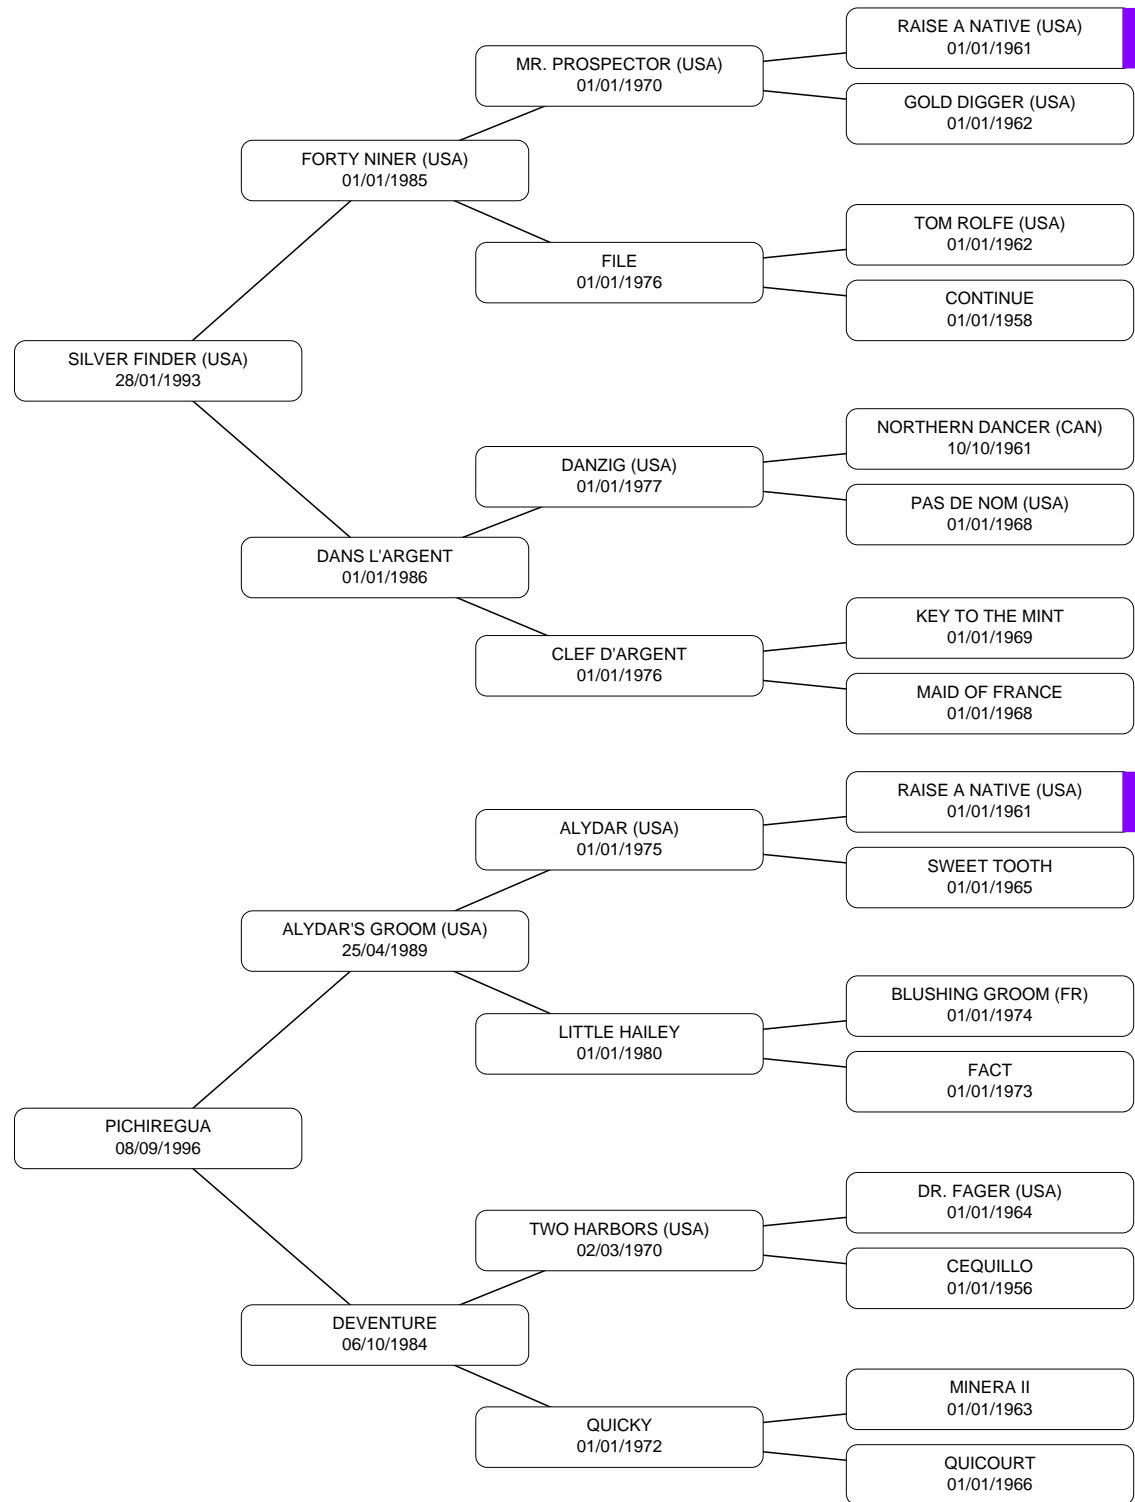 RAISE A NATIVE (USA)
01/01/1961
MR. PROSPECTOR (USA)
01/01/1970
GOLD DIGGER (USA)
01/01/1962
FORTY NINER (USA)
01/01/1985
TOM ROLFE (USA)
01/01/1962
FILE
01/01/1976
CONTINUE
01/01/1958
SILVER FINDER (USA)
28/01/1993
NORTHERN DANCER (CAN)
10/10/1961
DANZIG (USA)
01/01/1977
PAS DE NOM (USA)
01/01/1968
DANS L'ARGENT
01/01/1986
KEY TO THE MINT
01/01/1969
CLEF D'ARGENT
01/01/1976
MAID OF FRANCE
01/01/1968
RAISE A NATIVE (USA)
01/01/1961
ALYDAR (USA)
01/01/1975
SWEET TOOTH
01/01/1965
ALYDAR'S GROOM (USA)
25/04/1989
BLUSHING GROOM (FR)
01/01/1974
LITTLE HAILEY
01/01/1980
FACT
01/01/1973
PICHIREGUA
08/09/1996
DR. FAGER (USA)
01/01/1964
TWO HARBORS (USA)
02/03/1970
CEQUILLO
01/01/1956
DEVENTURE
06/10/1984
MINERA II
01/01/1963
QUICKY
01/01/1972
QUICOURT
01/01/1966